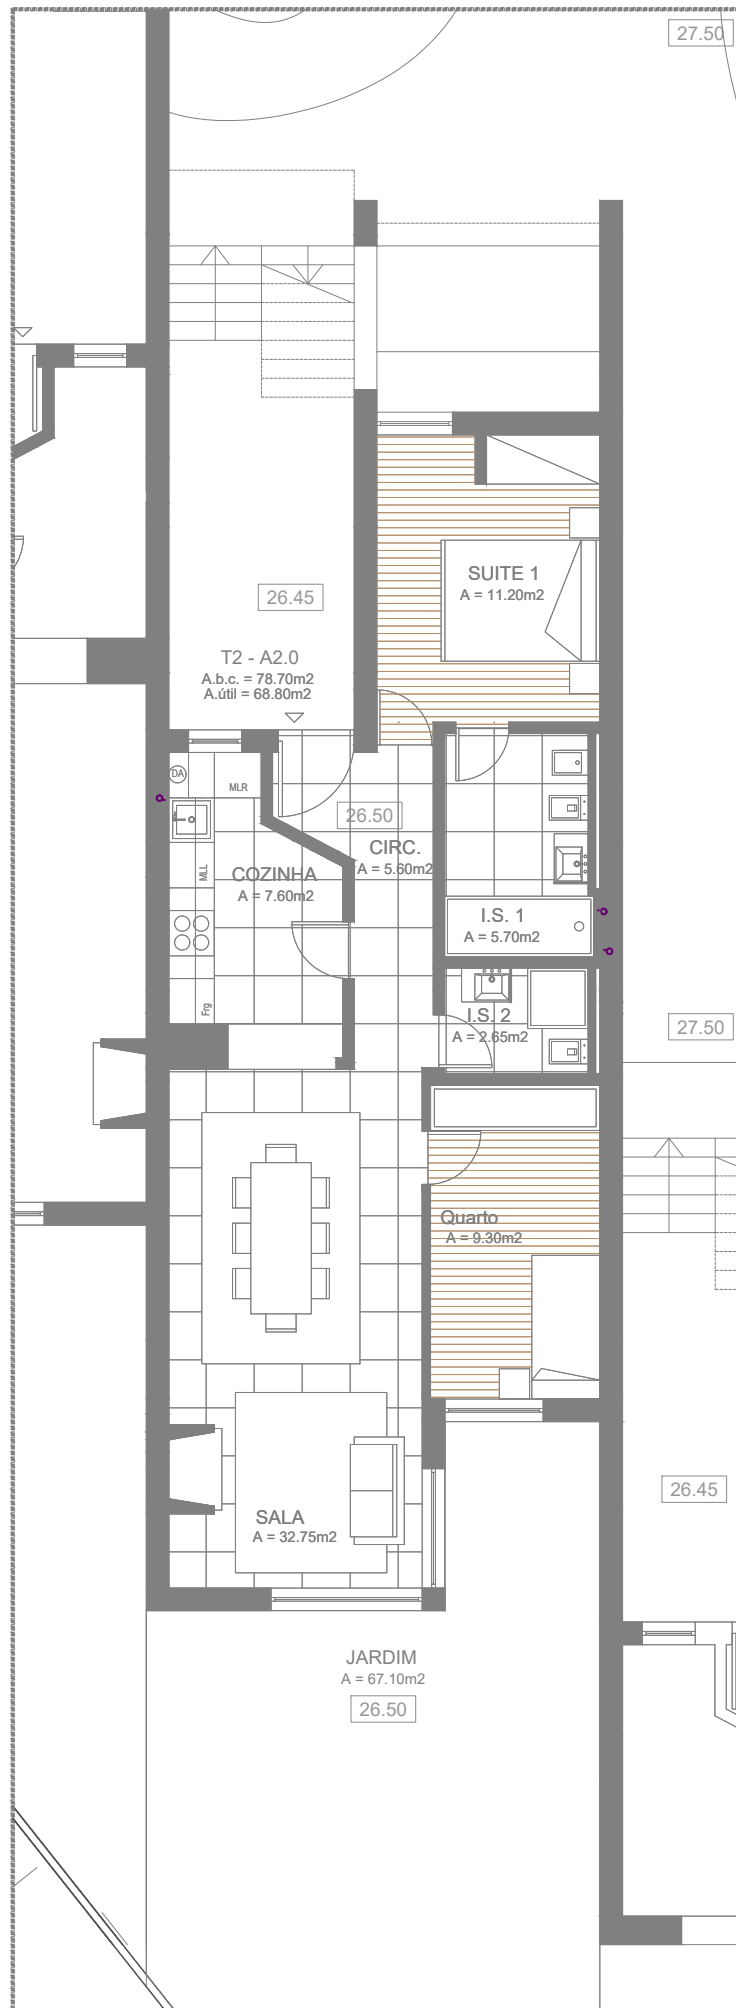 27.50
SUITE 1
A = 11.20m2
26.45
T2 - A2.0
A.b.c. = 78.70m2
A.útil = 68.80m2
DA
MLR
26.50
CIRC.
A = 5.60m2
MLL
COZINHA
A = 7.60m2
I.S. 1
A = 5.70m2
Frg
I.S. 2
A = 2.65m2
27.50
Quarto
A = 9.30m2
26.45
SALA
A = 32.75m2
JARDIM
A = 67.10m2
26.50